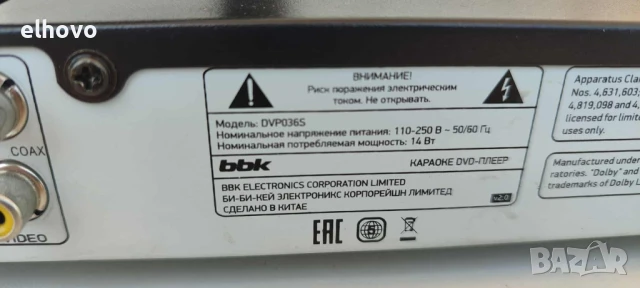 elhovo
COAX
VIDEO
ВНИМАНИЕ!
Риск поражения электрическим
током. Не открывать.
Модель: DVP036S
Номинальное напряжение питания: 110-250 В ~ 50/60 Гц
Номинальная потребляемая мощность: 14 Вт
bbk
КАРАОКЕ DVD-ПЛЕЕР
BBK ELECTRONICS CORPORATION LIMITED
БИ-БИ-КЕЙ ЭЛЕКТРОНИКС КОРПОРЕЙШН ЛИМИТЕД
СДЕЛАНО В КИТАЕ
EAC
Apparatus Cla
Nos. 4,631,603;
4,819,098 and 4,
licensed for limite
uses only.
Manufactured under
ratories. "Dolby" and
trademarks of Dolby L
BAZAR
bg